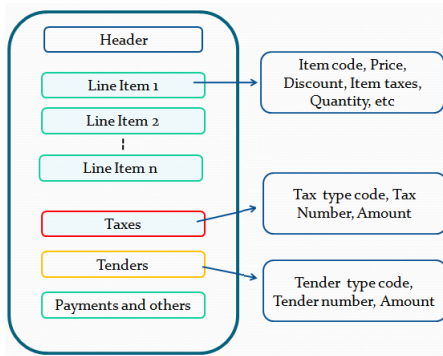 Header
Line Item 1
Line Item 2
Line Item n
Taxes
Tenders
Payments and others
Item code, Price,
Discount, Item taxes,
Quantity, etc
Tax type code, Tax
Number, Amount
Tender type code,
Tender number, Amount